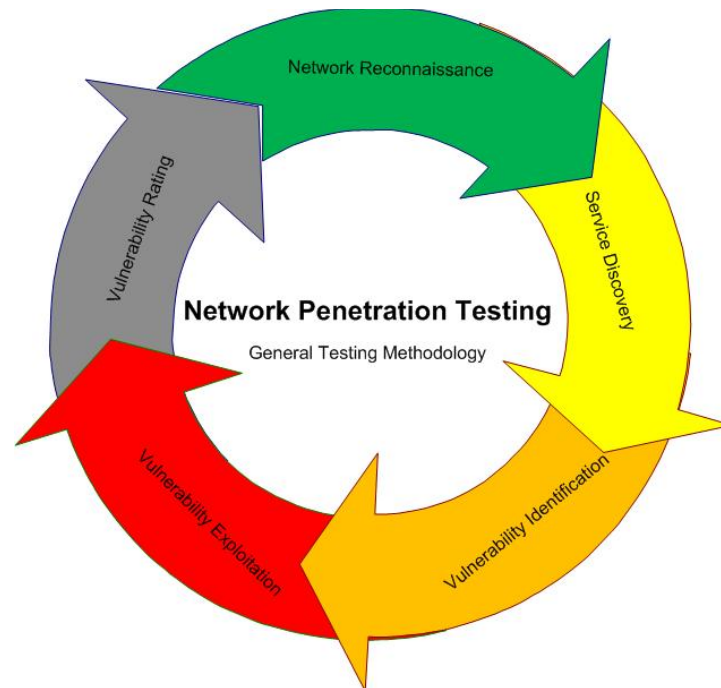 Network Reconnaissance
Service Discovery
Vulnerability Identification
Vulnerability Exploitation
Vulnerability Rating
Network Penetration Testing
General Testing Methodology